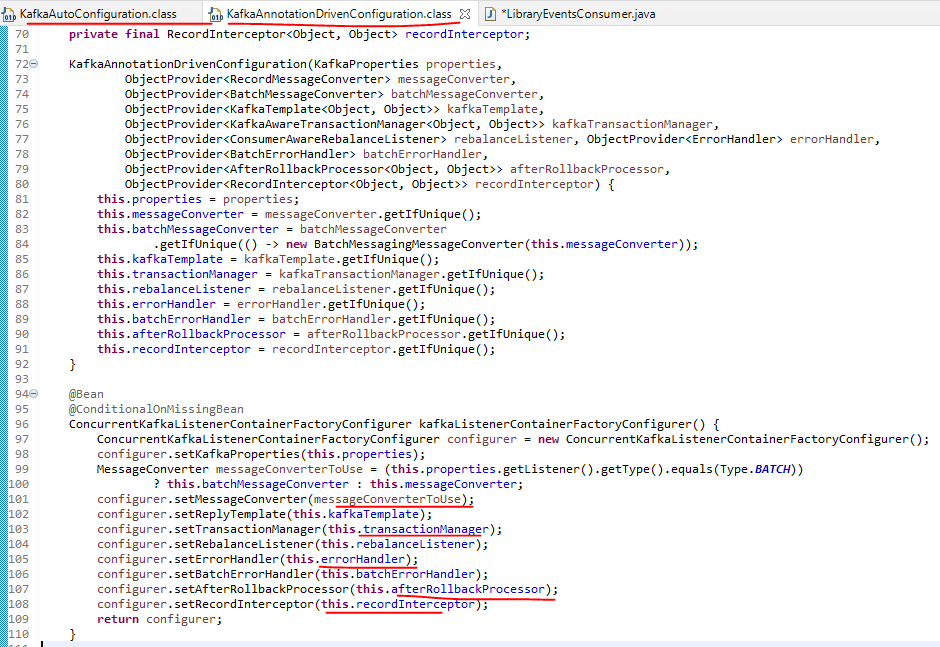 KafkaAutoConfiguration.class KafkaAnnotationDrivenConfiguration.class *LibraryEventsConsumer.java
70 private final RecordInterceptor<Object, Object> recordInterceptor;
71
72 KafkaAnnotationDrivenConfiguration(KafkaProperties properties,
73 ObjectProvider<RecordMessageConverter> messageConverter,
74 ObjectProvider<BatchMessageConverter> batchMessageConverter,
75 ObjectProvider<KafkaTemplate<Object, Object>> kafkaTemplate,
76 ObjectProvider<KafkaAwareTransactionManager<Object, Object>> kafkaTransactionManager,
77 ObjectProvider<ConsumerAwareRebalanceListener> rebalanceListener, ObjectProvider<ErrorHandler> errorHandler,
78 ObjectProvider<BatchErrorHandler> batchErrorHandler,
79 ObjectProvider<AfterRollbackProcessor<Object, Object>> afterRollbackProcessor,
80 ObjectProvider<RecordInterceptor<Object, Object>> recordInterceptor) {
81 this.properties = properties;
82 this.messageConverter = messageConverter.getIfUnique();
83 this.batchMessageConverter = batchMessageConverter
84 .getIfUnique(() -> new BatchMessagingMessageConverter(this.messageConverter));
85 this.kafkaTemplate = kafkaTemplate.getIfUnique();
86 this.transactionManager = kafkaTransactionManager.getIfUnique();
87 this.rebalanceListener = rebalanceListener.getIfUnique();
88 this.errorHandler = errorHandler.getIfUnique();
89 this.batchErrorHandler = batchErrorHandler.getIfUnique();
90 this.afterRollbackProcessor = afterRollbackProcessor.getIfUnique();
91 this.recordInterceptor = recordInterceptor.getIfUnique();
92 }
93
94 @Bean
95 @ConditionalOnMissingBean
96 ConcurrentKafkaListenerContainerFactoryConfigurer kafkaListenerContainerFactoryConfigurer() {
97 ConcurrentKafkaListenerContainerFactoryConfigurer configurer = new ConcurrentKafkaListenerContainerFactoryConfigurer();
98 configurer.setKafkaProperties(this.properties);
99 MessageConverter messageConverterToUse = (this.properties.getListener().getType().equals(Type.BATCH))
100 ? this.batchMessageConverter : this.messageConverter;
101 configurer.setMessageConverter(messageConverterToUse);
102 configurer.setReplyTemplate(this.kafkaTemplate);
103 configurer.setTransactionManager(this.transactionManager);
104 configurer.setRebalanceListener(this.rebalanceListener);
105 configurer.setErrorHandler(this.errorHandler);
106 configurer.setBatchErrorHandler(this.batchErrorHandler);
107 configurer.setAfterRollbackProcessor(this.afterRollbackProcessor);
108 configurer.setRecordInterceptor(this.recordInterceptor);
109 return configurer;
110 }